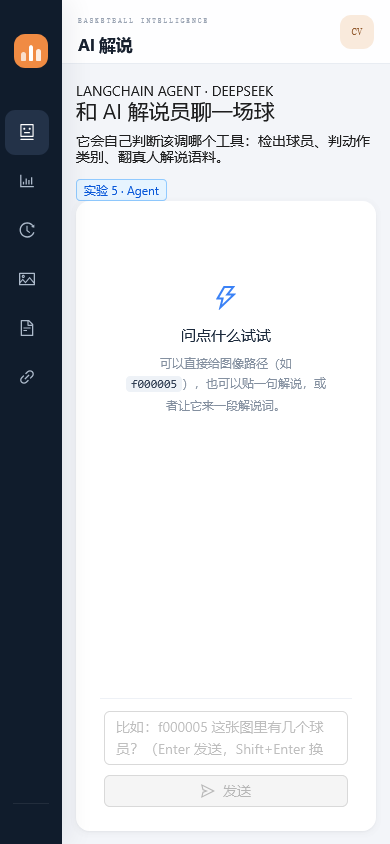 BASKETBALL INTELLIGENCE
AI 解说
CV
LANGCHAIN AGENT · DEEPSEEK
和 AI 解说员聊一场球
它会自己判断该调哪个工具：检出球员、判动作
类别、翻真人解说语料。
实验 5 · Agent
问点什么试试
可以直接给图像路径（如
f000005 ），也可以贴一句解说，或
者让它来一段解说词。
比如：f000005 这张图里有几个球
员？（Enter 发送，Shift+Enter 换
发送